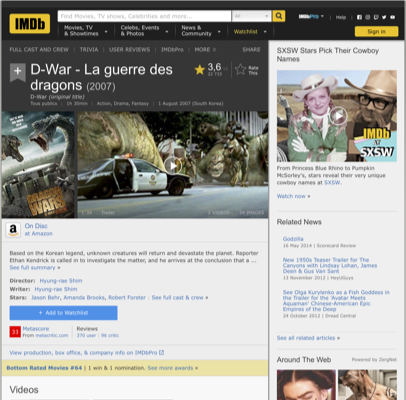 IMDb
Find Movies, TV shows, Celebrities and more...
All
IMDbPro
Help
Movies, TV
& Showtimes
Celebs, Events
& Photos
News &
Community
Watchlist
Sign in
FULL CAST AND CREW | TRIVIA | USER REVIEWS | IMDbPro | MORE
SHARE
D-War - La guerre des
dragons (2007)
D-War (original title)
Tous publics | 1h 30min | Action, Drama, Fantasy | 1 August 2007 (South Korea)
3,6
Rate
This
1:36 Trailer
2 VIDEOS
On Disc
at Amazon
Based on the Korean legend, unknown creatures will return and devastate the planet. Reporter
Ethan Kendrick is called in to investigate the matter, and he arrives at the conclusion that a ...
See full summary »
Director: Hyung-rae Shim
Writer: Hyung-rae Shim
Stars: Jason Behr, Amanda Brooks, Robert Forster | See full cast & crew »
+ Add to Watchlist
33
Metascore
From metacritic.com
Reviews
270 user | 96 critic
View production, box office, & company info on IMDbPro
Bottom Rated Movies #64 | 1 win & 1 nomination. See more awards »
Videos
SXSW Stars Pick Their Cowboy
Names
IMDb
SXSW
From Princess Blue Rhino to Pumpkin
McSorley's, stars reveal their very unique
cowboy names at SXSW.
Watch now »
Related News
Godzilla
16 May 2014 | Scorecard Review
New 1950s Teaser Trailer for The
Canyons with Lindsay Lohan, James
Deen & Gus Van Sant
13 November 2012 | HeyUGuys
See Olga Kurylenko as a Fish Goddess in
the Trailer for the 'Avatar Meets
Aquaman' Chinese-American Epic
Empires of the Deep
24 October 2012 | Dread Central
See all related articles »
Around The Web
Powered by ZergNet